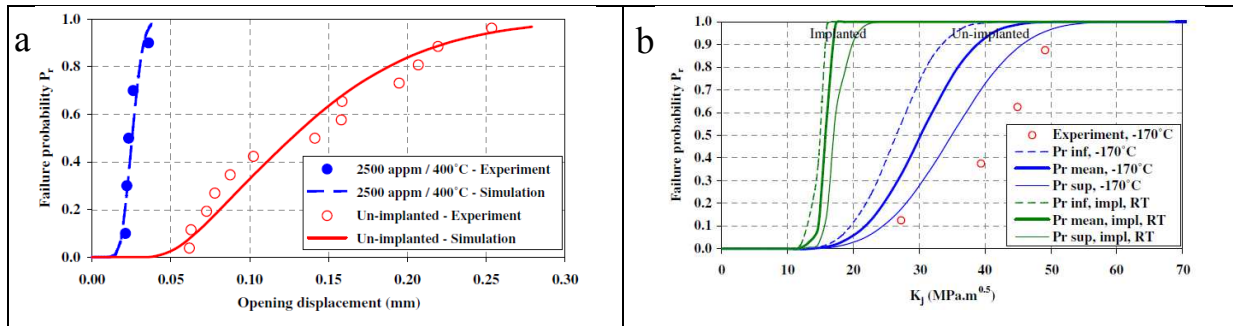 a
Failure probability Pr
1.0
0.8
0.6
0.4
0.2
0.0
2500 appm / 400˚C - Experiment
2500 appm / 400˚C - Simulation
Un-implanted - Experiment
Un-implanted - Simulation
0.00 0.05 0.10 0.15 0.20 0.25 0.30
Opening displacement (mm)
b
Failure probability Pr
1.0
0.9
0.8
0.7
0.6
0.5
0.4
0.3
0.2
0.1
0.0
Implanted Un-implanted
Experiment, -170˚C
Pr inf, -170˚C
Pr mean, -170˚C
Pr sup, -170˚C
Pr inf, impl, RT
Pr mean, impl, RT
Pr sup, impl, RT
0 10 20 30 40 50 60 70
KJ (MPa.m0.5)